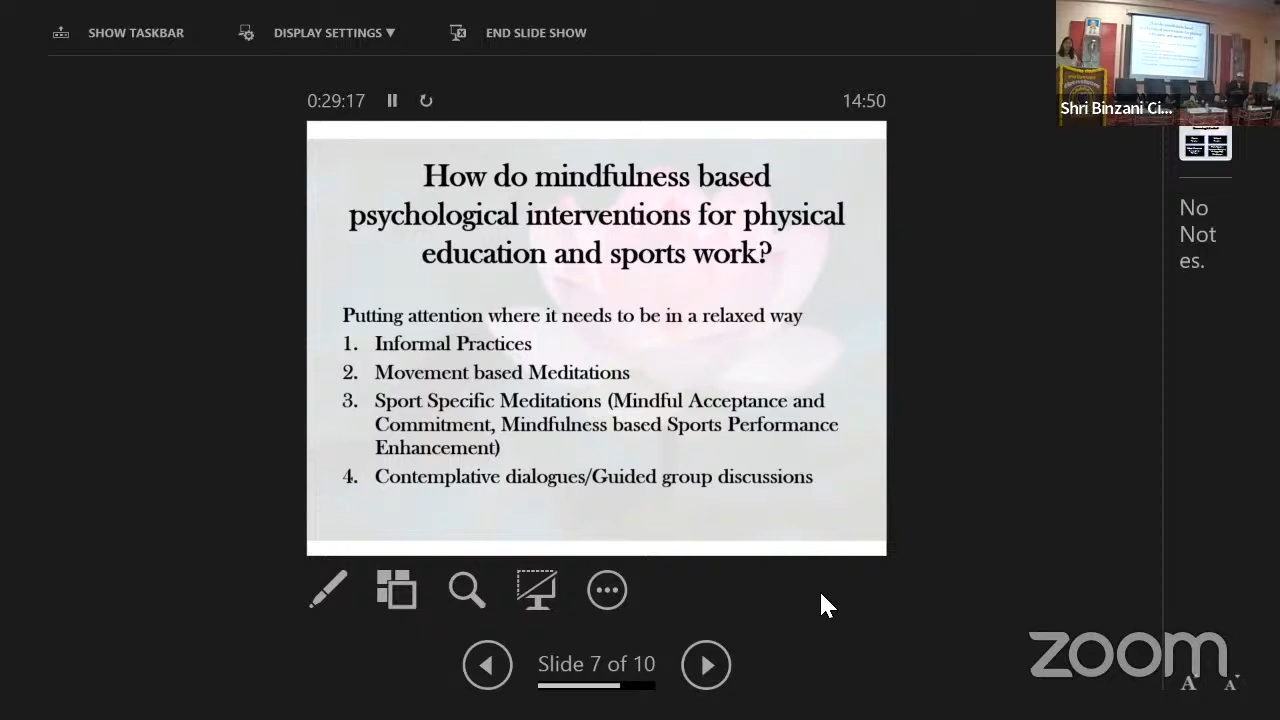 SHOW TASKBAR
DISPLAY SETTINGS ▼
END SLIDE SHOW
0:29:17
14:50
Shri Binzani Ci...
How do mindfulness based
psychological interventions for physical
education and sports work?
No
Not
es.
Putting attention where it needs to be in a relaxed way
1. Informal Practices
2. Movement based Meditations
3. Sport Specific Meditations (Mindful Acceptance and
Commitment, Mindfulness based Sports Performance
Enhancement)
4. Contemplative dialogues/Guided group discussions
Slide 7 of 10
zoom
A A